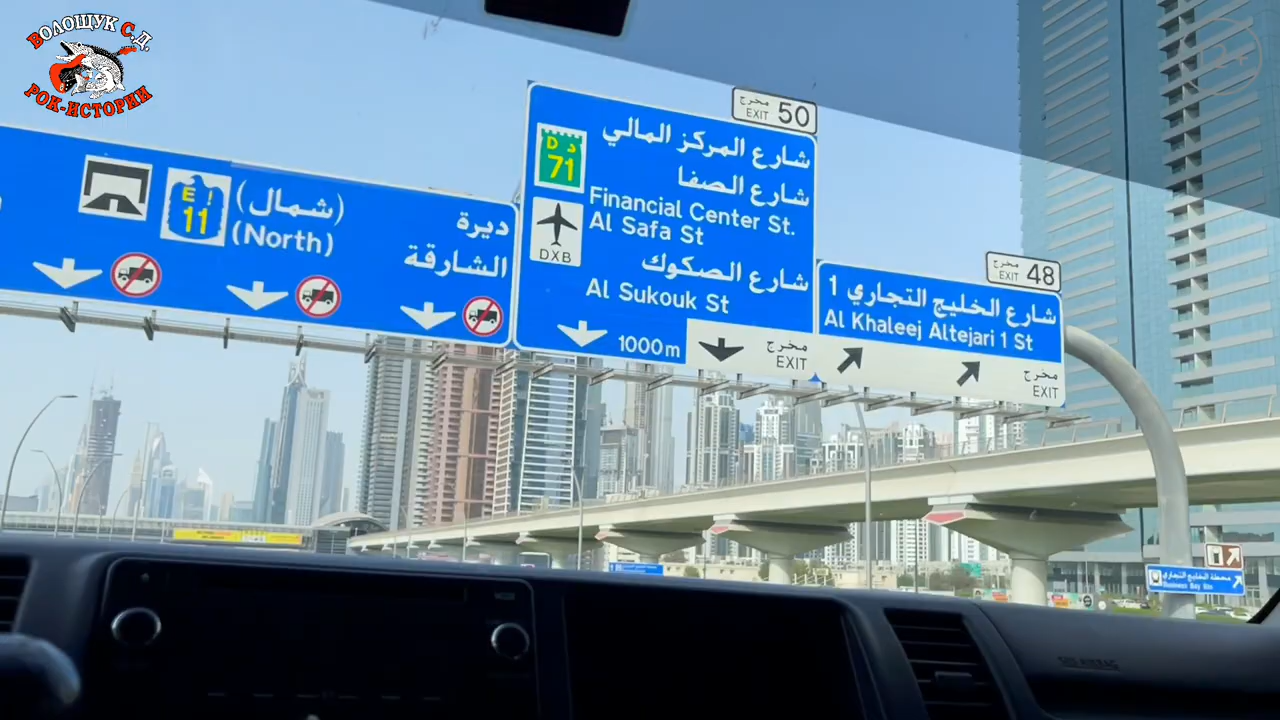 ВОЛОЩУК С.Д.
РОК-ИСТОРИИ
E 11
(شمال)
(North)
ديرة
الشارقة
مخرج
EXIT 50
D د
71
شارع المركز المالي
شارع الصفا
Financial Center St.
Al Safa St
DXB
شارع الصكوك
Al Sukouk St
1000m
مخرج
EXIT
مخرج
EXIT 48
شارع الخليج التجاري 1
Al Khaleej Altejari 1 St
مخرج
EXIT
محطة الخليج التجاري
Business Bay Stn
SRS AIRBAG